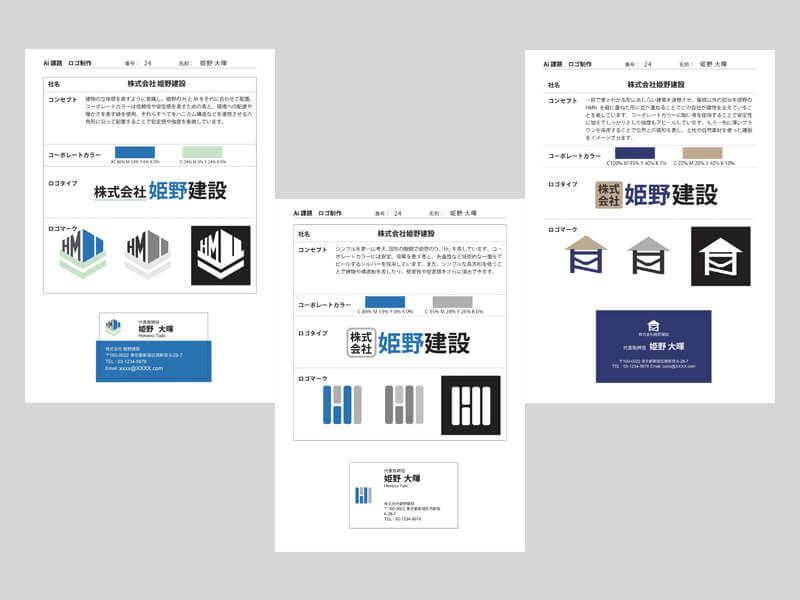 Ai 課題　ロゴ制作　番号： 24　名前： 姫野 大暉
社名　株式会社 姫野建設
コンセプト　建物の立体感を表すように意識し、姫野の H と M をそれに合わせて配置。
コーポレートカラーは信頼性や安定感を表すための青と、環境への配慮や
暖かさを表す緑を使用。それらすべてをハニカム構造などを連想させる六
角形に沿って配置することで安定感や強度を象徴しています。
コーポレートカラー　C 86% M 53% Y 6% K 0%　C 24% M 3% Y 24% K 0%
ロゴタイプ　株式会社 姫野建設
ロゴマーク
HM
HM
HM
HM
代表取締役
姫野 大暉
Himeno Taiki
株式会社 姫野建設
〒160-0022 東京都新宿区西新宿 6-28-7
TEL : 03-1234-5679
Emai: xxxx@XXXX.com
Ai 課題　ロゴ制作　番号： 24　名前： 姫野 大暉
社名　株式会社姫野建設
コンセプト　シンプルを第一に考え、図形の隙間で姫野のひ、「H」を表しています。コー
ポレートカラーには安定、信頼を表す青と、先進性など技術的な一面をア
ピールするシルバーを採用しています。また、シンプルな長方形を使うこ
とで建物や構造物を表したり、堅実性や安定感をさらに演出できます。
コーポレートカラー　C 86% M 53% Y 6% K 0%　C 35% M 28% Y 26% K 0%
ロゴタイプ　株式会社 姫野建設
ロゴマーク
代表取締役
姫野 大暉
Himeno Taiki
株式会社姫野建設
〒160-0022 東京都新宿区西新宿
6-28-7
TEL : 03-1234-5679
Ai 課題　ロゴ制作　番号： 24　名前： 姫野 大暉
社名　株式会社姫野建設
コンセプト　一目で家とわかる形にあしらい建築を連想させ、屋根以外の部分を姫野の
HMN を縦に重ねた形に並べ重ねることでこの会社が建物を支えているこ
とを表しています。コーポレートカラーに暗い青を使用することで安定性
に加えてしっかりとした強度もアピールしています。もう一色に薄いブラ
ウンを採用することで自然との調和を表し、土地や自然素材を使った建設
をイメージさせます。
コーポレートカラー　C100% M 95% Y 40% K 1%　C 22% M 28% Y 43% K 10%
ロゴタイプ　株式会社 姫野建設
ロゴマーク
株式会社姫野建設
代表取締役 姫野 大暉
〒160-0022 東京都新宿区西新宿 6-28-7
TEL : 03-1234-5679 Emai: xxxx@XXXX.com